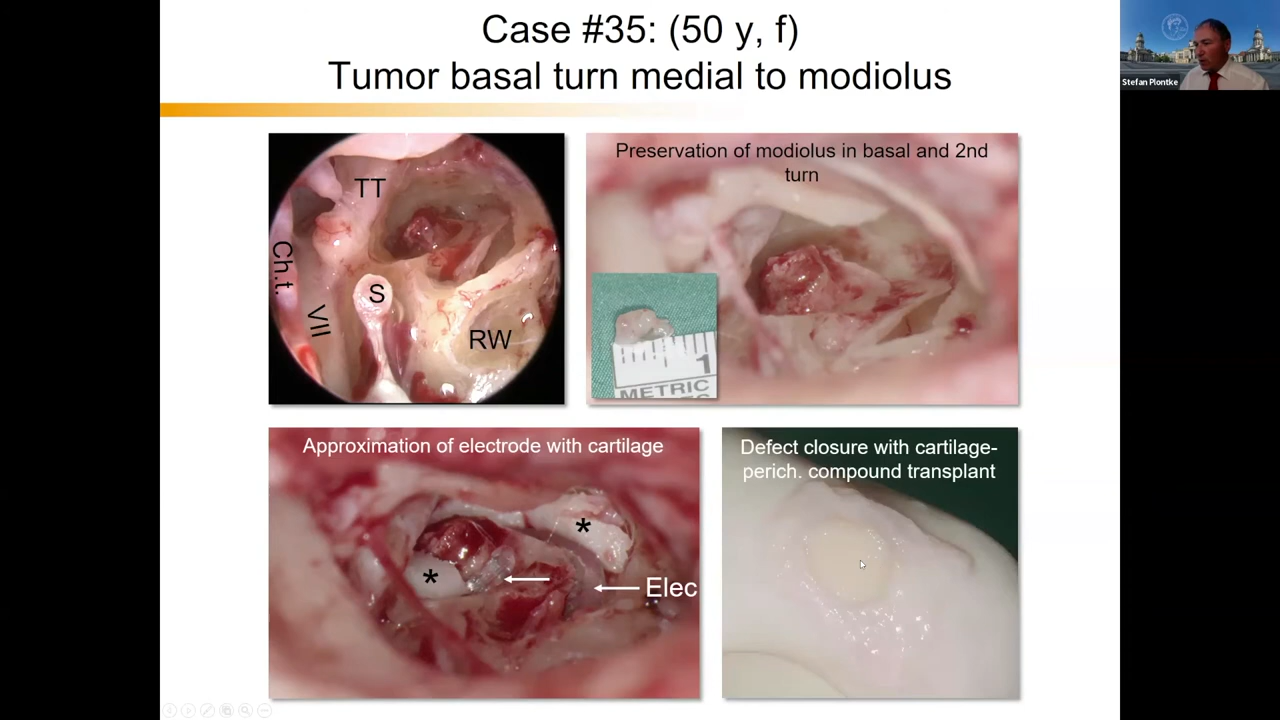 Case #35: (50 y, f)
Tumor basal turn medial to modiolus
Stefan Plontke
TT
Ch.t.
S
VII
RW
Preservation of modiolus in basal and 2nd
turn
1
METRIC
Approximation of electrode with cartilage
*
*
Elec
Defect closure with cartilage-
perich. compound transplant